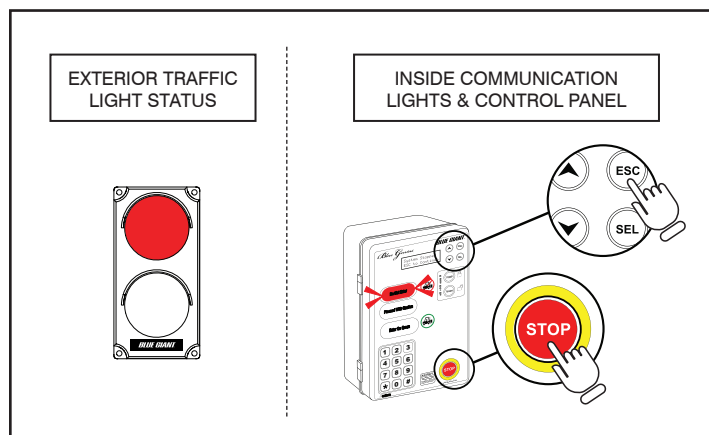 EXTERIOR TRAFFIC
LIGHT STATUS
INSIDE COMMUNICATION
LIGHTS & CONTROL PANEL
BLUE GIANT
BLUE GIANT
Blue Genius
1 2 3
4 5 6
7 8 9
* 0 #
STOP
ESC
SEL
STOP